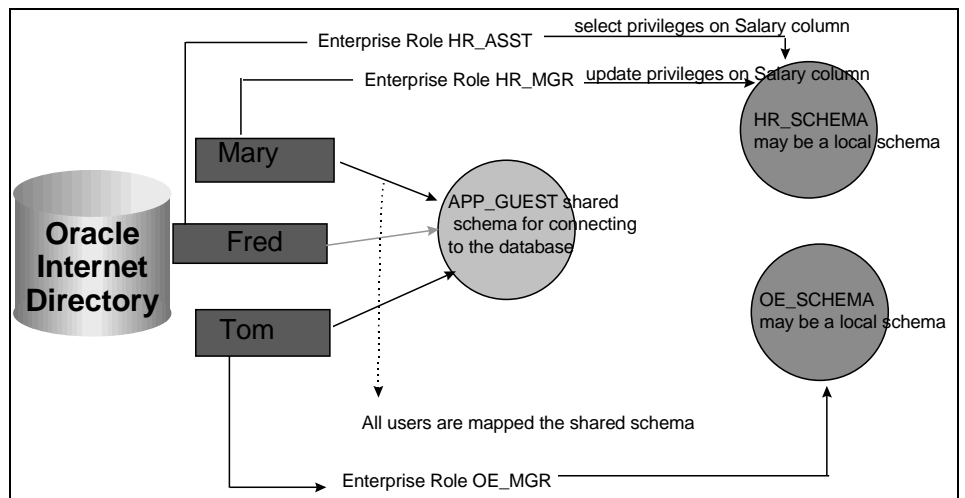 Enterprise Role HR_ASST
select privileges on Salary column
Enterprise Role HR_MGR
update privileges on Salary column
HR_SCHEMA
may be a local schema
Mary
Fred
Tom
Oracle
Internet
Directory
APP_GUEST shared
schema for connecting
to the database
OE_SCHEMA
may be a local schema
All users are mapped the shared schema
Enterprise Role OE_MGR